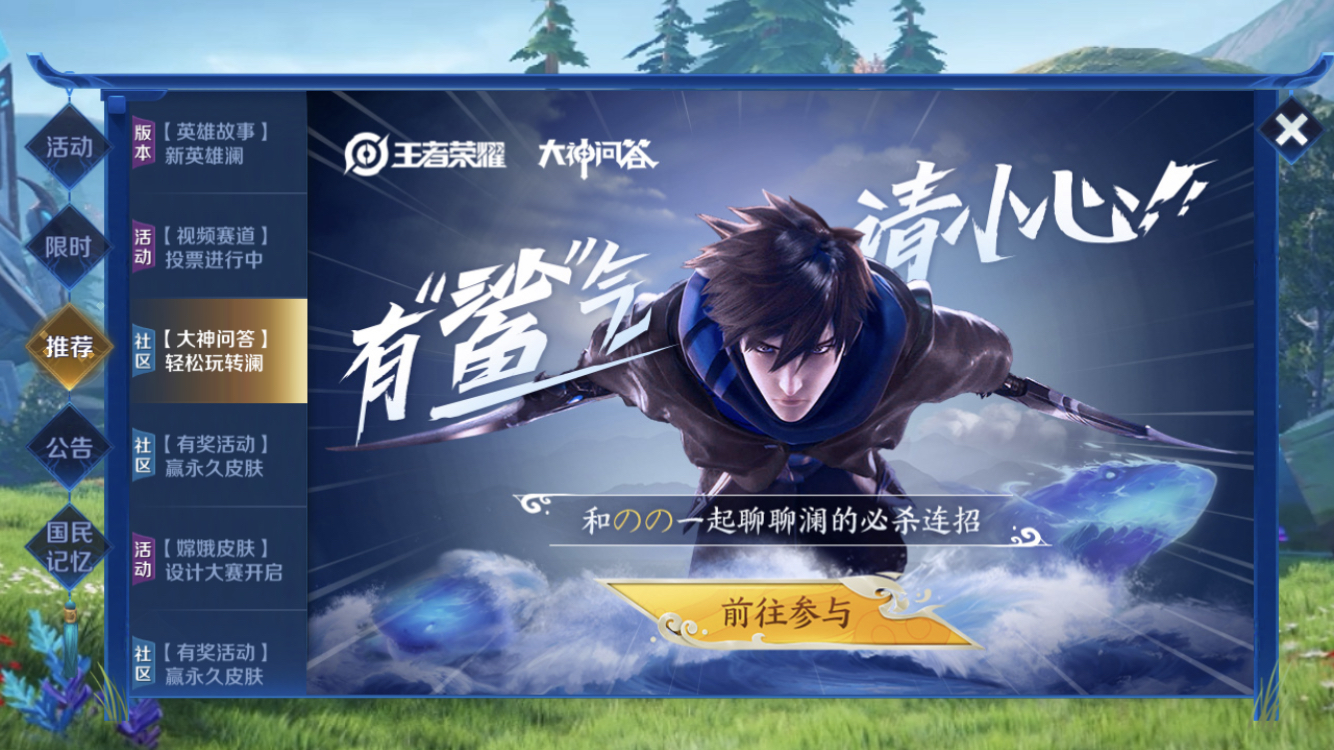 活动
限时
推荐
公告
国民
记忆
版本
【英雄故事】
新英雄澜
活动
【视频赛道】
投票进行中
社区
【大神问答】
轻松玩转澜
社区
【有奖活动】
赢永久皮肤
活动
【嫦娥皮肤】
设计大赛开启
社区
【有奖活动】
赢永久皮肤
王者荣耀 大神问答
有“鲨”气
请小心!!
和のの一起聊聊澜的必杀连招
前往参与